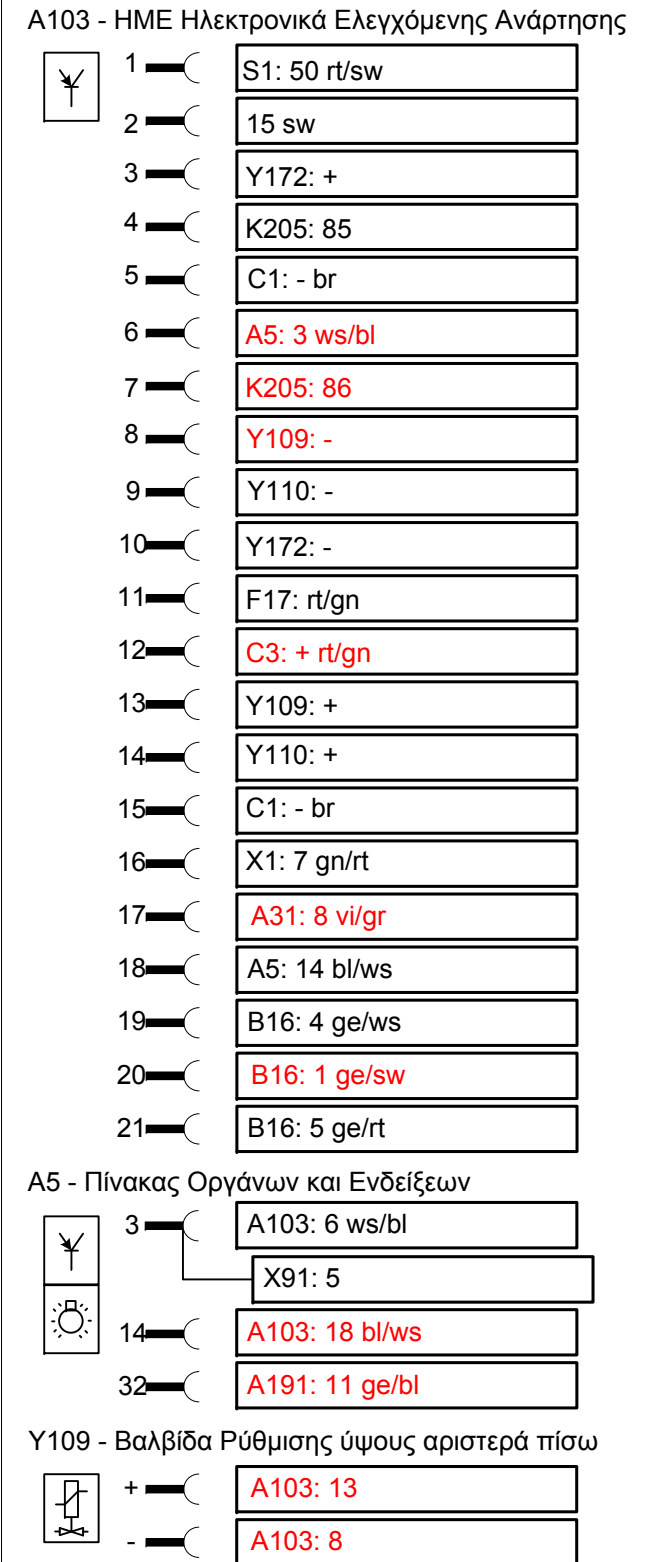 A103 - ΗΜΕ Ηλεκτρονικά Ελεγχόμενης Ανάρτησης
1 S1: 50 rt/sw
2 15 sw
3 Y172: +
4 K205: 85
5 C1: - br
6 A5: 3 ws/bl
7 K205: 86
8 Y109: -
9 Y110: -
10 Y172: -
11 F17: rt/gn
12 C3: + rt/gn
13 Y109: +
14 Y110: +
15 C1: - br
16 X1: 7 gn/rt
17 A31: 8 vi/gr
18 A5: 14 bl/ws
19 B16: 4 ge/ws
20 B16: 1 ge/sw
21 B16: 5 ge/rt
A5 - Πίνακας Οργάνων και Ενδείξεων
3 A103: 6 ws/bl
X91: 5
14 A103: 18 bl/ws
32 A191: 11 ge/bl
Y109 - Βαλβίδα Ρύθμισης ύψους αριστερά πίσω
+ A103: 13
- A103: 8